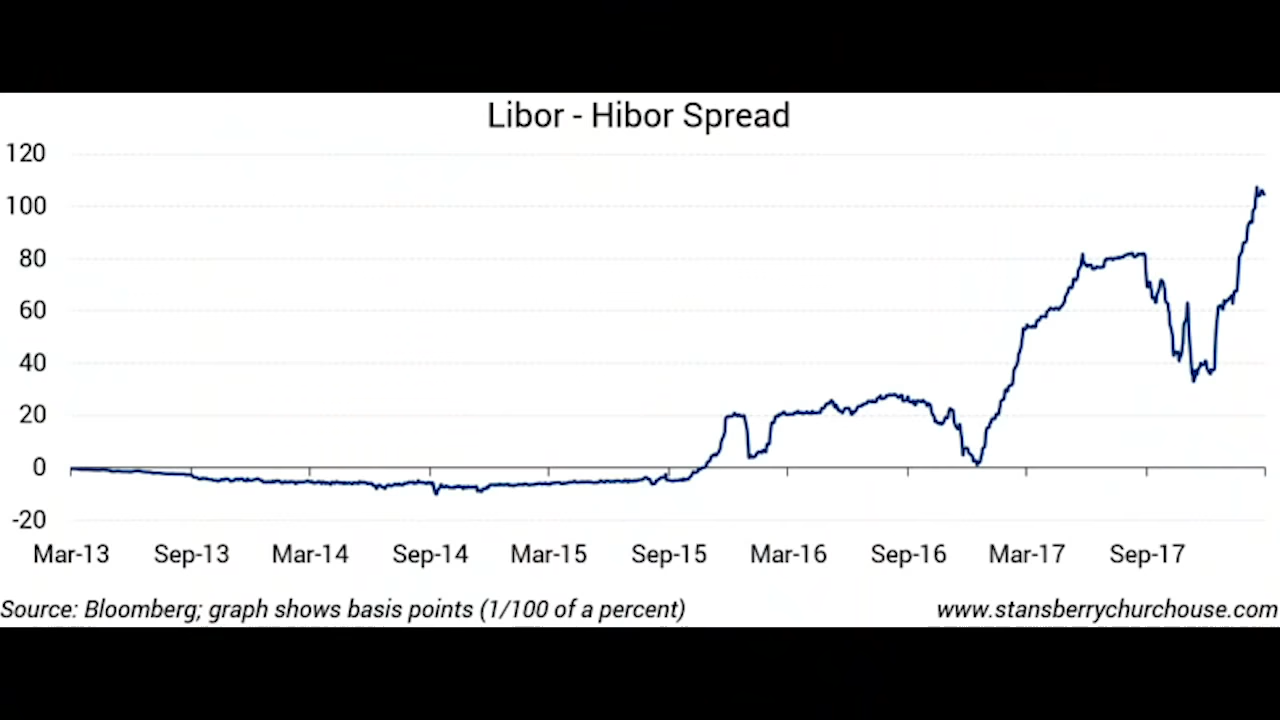 Libor - Hibor Spread
120
100
80
60
40
20
0
-20
Mar-13 Sep-13 Mar-14 Sep-14 Mar-15 Sep-15 Mar-16 Sep-16 Mar-17 Sep-17
Source: Bloomberg; graph shows basis points (1/100 of a percent) www.stansberrychurchouse.com